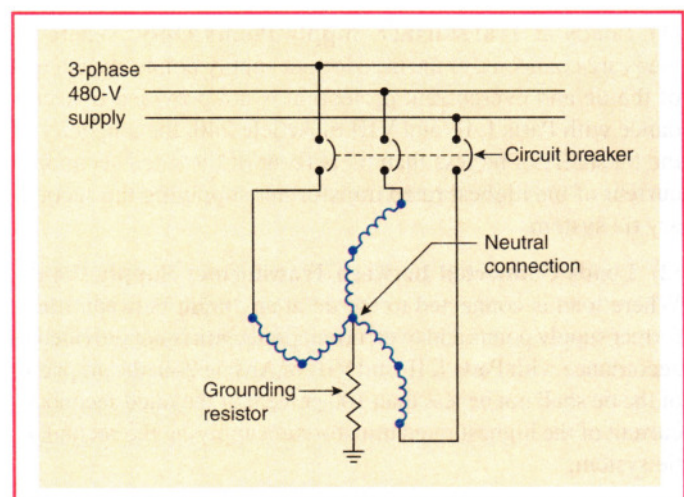 3-phase
480-V
supply
Circuit breaker
Neutral
connection
Grounding
resistor